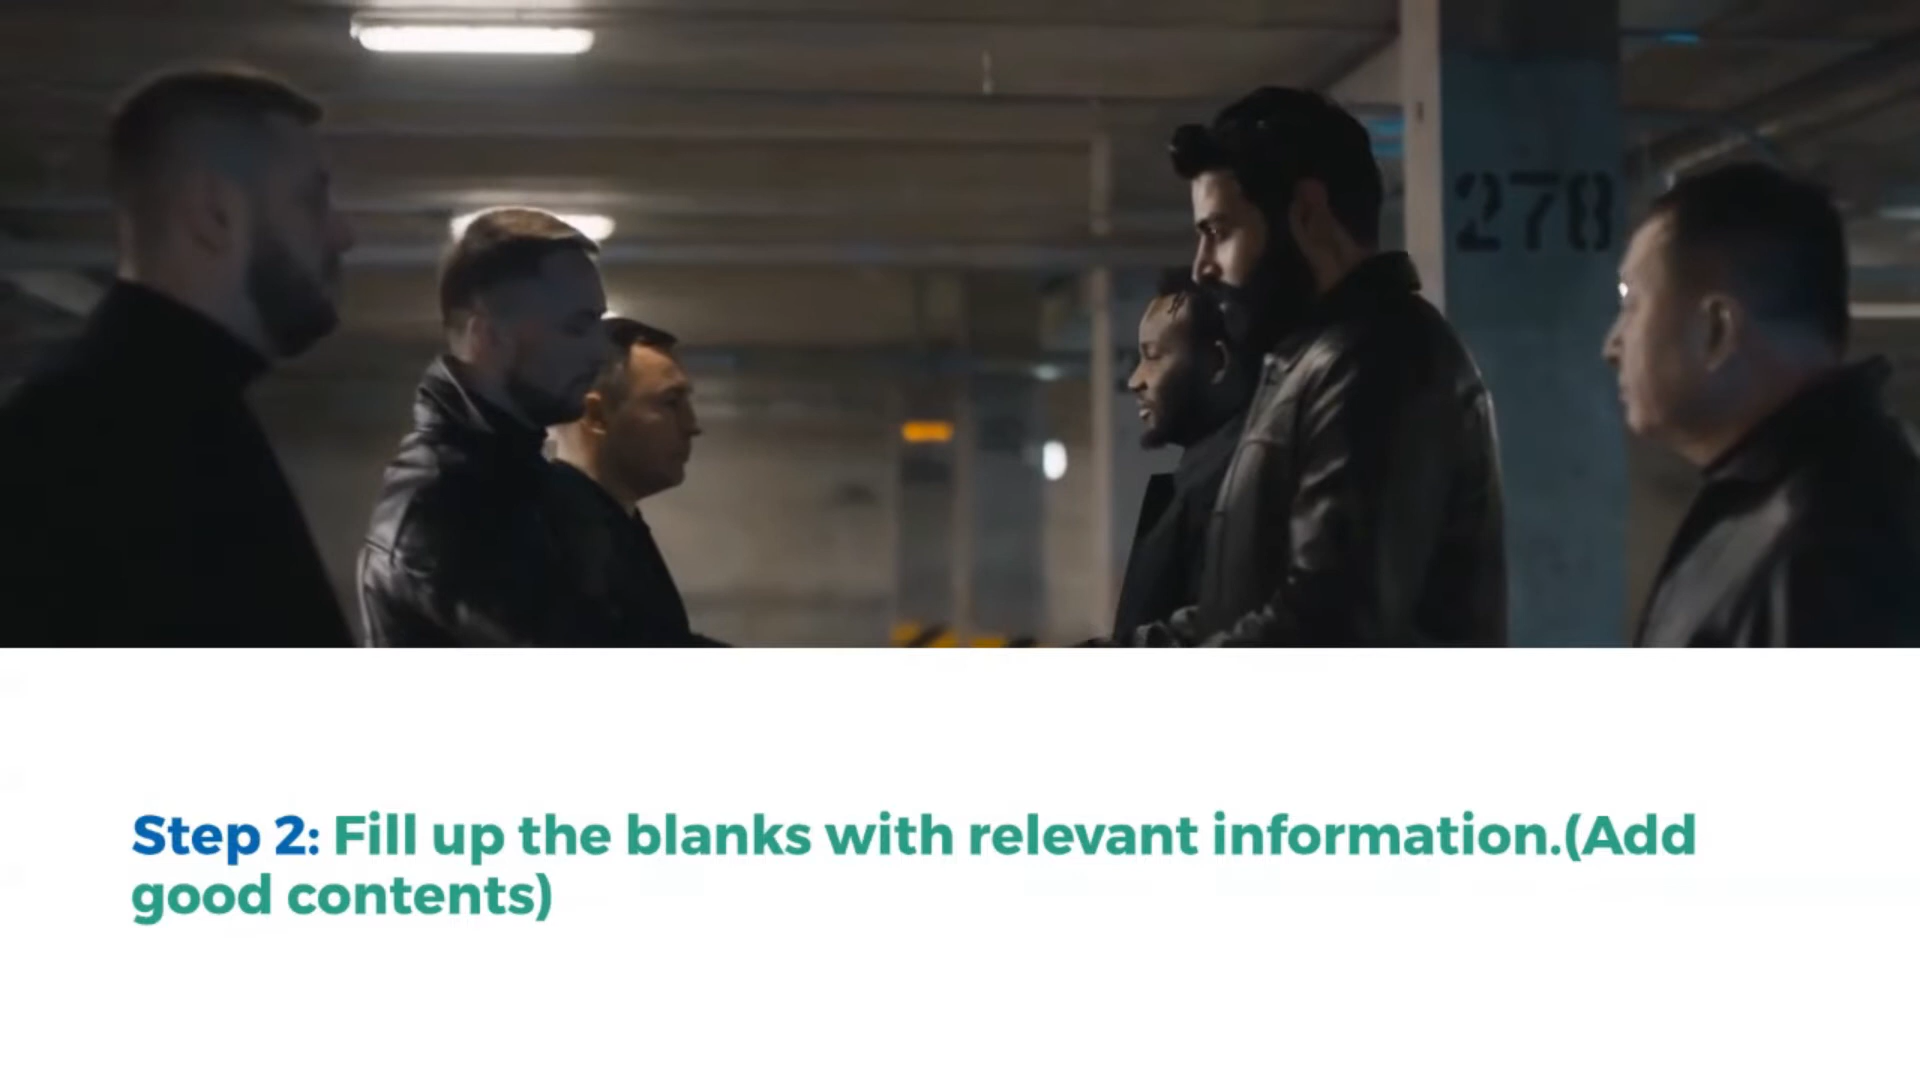 278
Step 2: Fill up the blanks with relevant information.(Add
good contents)